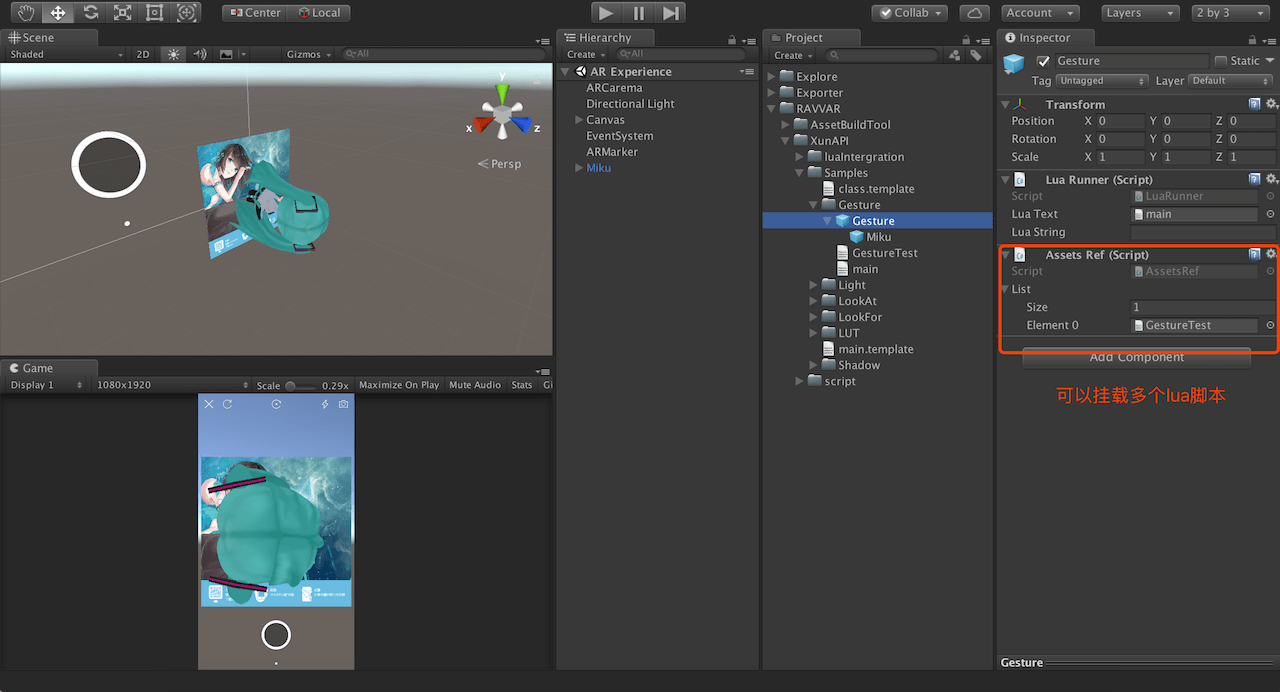 Center
Local
Collab
Account
Layers
2 by 3
Scene
Shaded
2D
Gizmos
All
Persp
y
x
z
Game
Display 1
1080x1920
Scale
0.29x
Maximize On Play
Mute Audio
Stats
Gi
Hierarchy
Create
All
AR Experience
ARCarema
Directional Light
Canvas
EventSystem
ARMarker
Miku
Project
Create
Explore
Exporter
RAVVAR
AssetBuildTool
XunAPI
luaIntergration
Samples
class.template
Gesture
Gesture
Miku
GestureTest
main
Light
LookAt
LookFor
LUT
main.template
Shadow
script
Inspector
Gesture
Static
Tag Untagged Layer Default
Transform
Position X 0 Y 0 Z 0
Rotation X 0 Y 0 Z 0
Scale X 1 Y 1 Z 1
Lua Runner (Script)
Script LuaRunner
Lua Text main
Lua String
Assets Ref (Script)
Script AssetsRef
List
Size 1
Element 0 GestureTest
Add Component
可以挂载多个lua脚本
Gesture